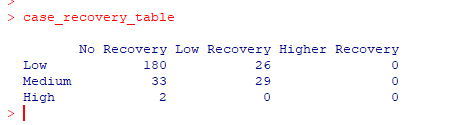 >
> case_recovery_table
No Recovery Low Recovery Higher Recovery
Low 180 26 0
Medium 33 29 0
High 2 0 0
>